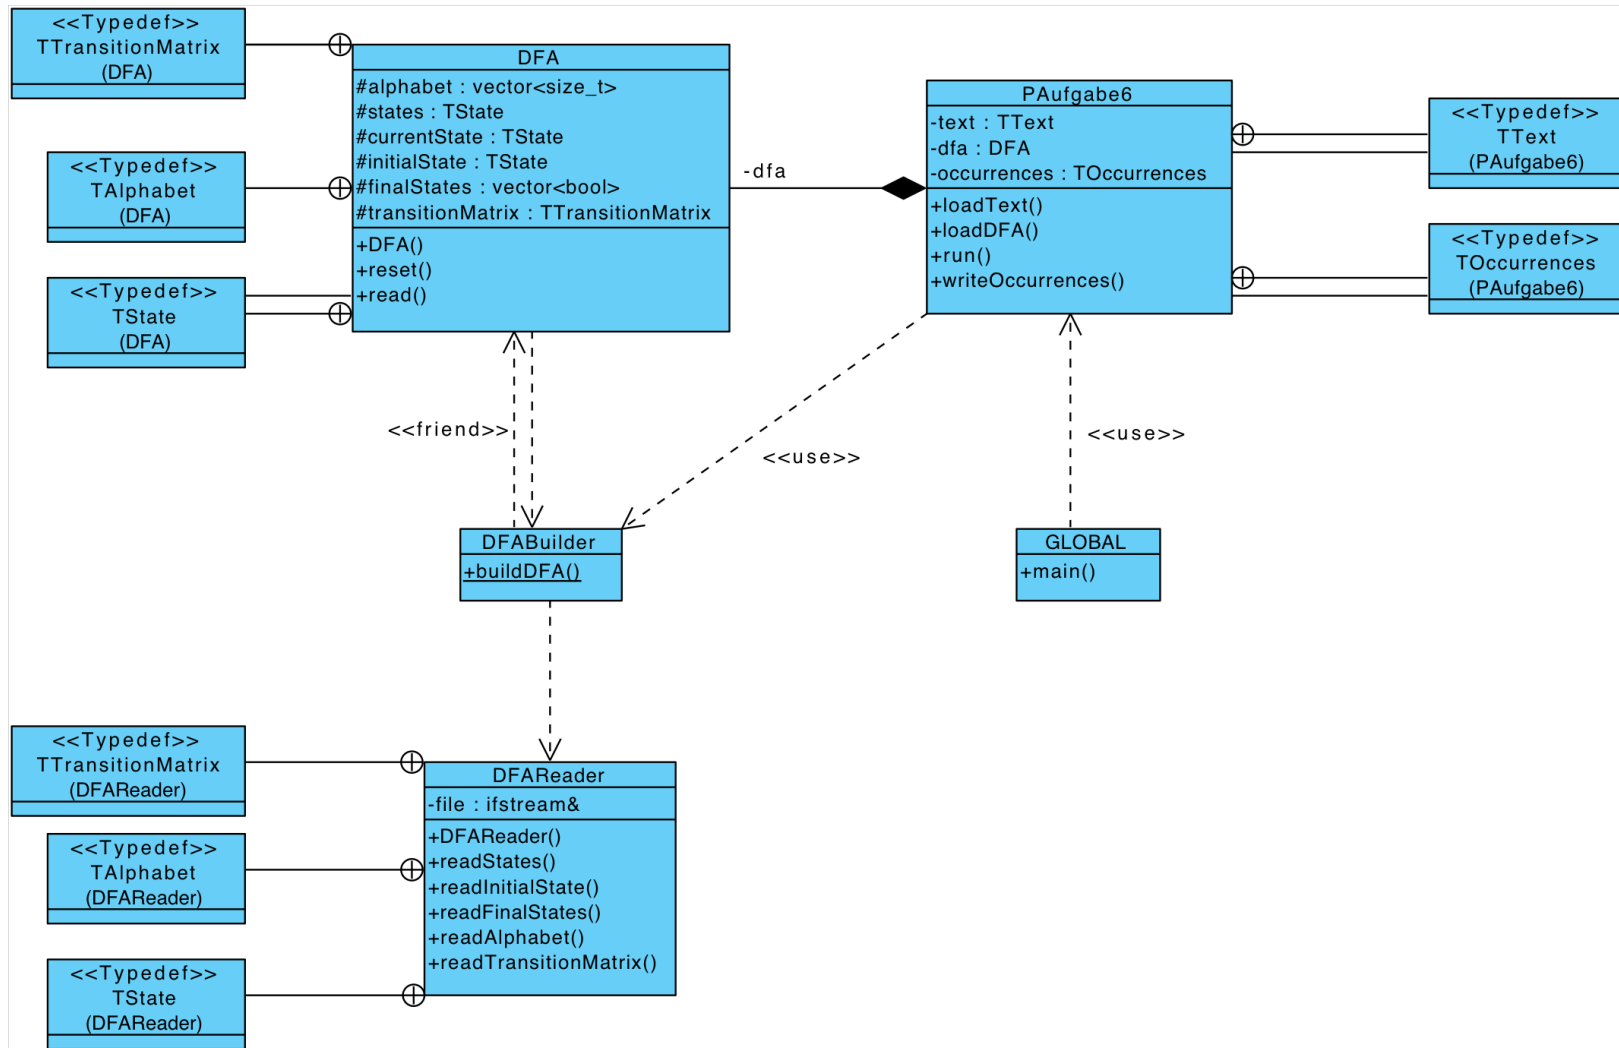 <<Typedef>>
TTransitionMatrix
(DFA)
<<Typedef>>
TAlphabet
(DFA)
<<Typedef>>
TState
(DFA)
DFA
#alphabet : vector<size_t>
#states : TState
#currentState : TState
#initialState : TState
#finalStates : vector<bool>
#transitionMatrix : TTransitionMatrix
+DFA()
+reset()
+read()
-dfa
PAufgabe6
-text : TText
-dfa : DFA
-occurrences : TOccurrences
+loadText()
+loadDFA()
+run()
+writeOccurrences()
<<Typedef>>
TText
(PAufgabe6)
<<Typedef>>
TOccurrences
(PAufgabe6)
<<friend>>
<<use>>
<<use>>
DFABuilder
+buildDFA()
GLOBAL
+main()
<<Typedef>>
TTransitionMatrix
(DFAReader)
<<Typedef>>
TAlphabet
(DFAReader)
<<Typedef>>
TState
(DFAReader)
DFAReader
-file : ifstream&
+DFAReader()
+readStates()
+readInitialState()
+readFinalStates()
+readAlphabet()
+readTransitionMatrix()